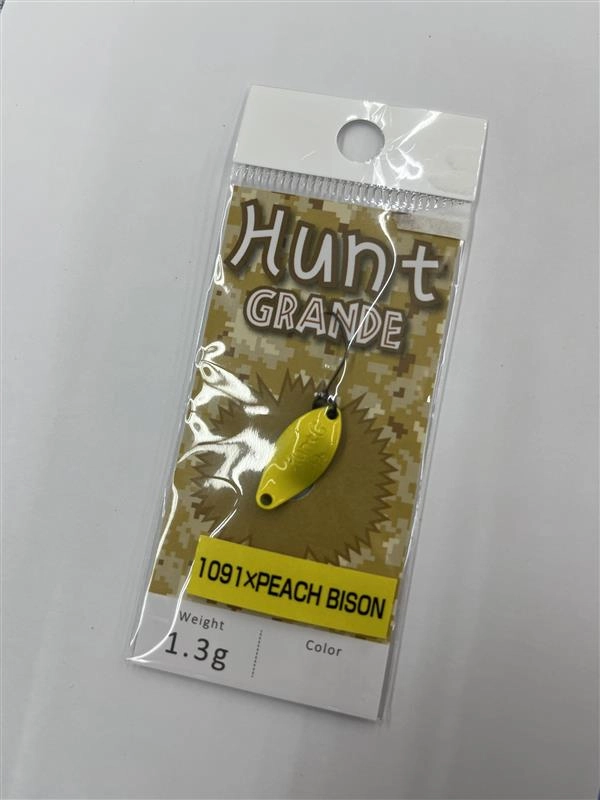 Hunt
GRANDE
1091×PEACH BISON
Weight
1.3g
Color